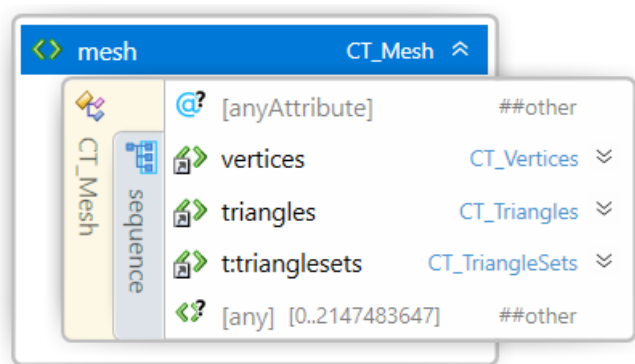 mesh CT_Mesh
CT_Mesh
sequence
@? [anyAttribute] ##other
vertices CT_Vertices
triangles CT_Triangles
t:trianglesets CT_TriangleSets
? [any] [0..2147483647] ##other